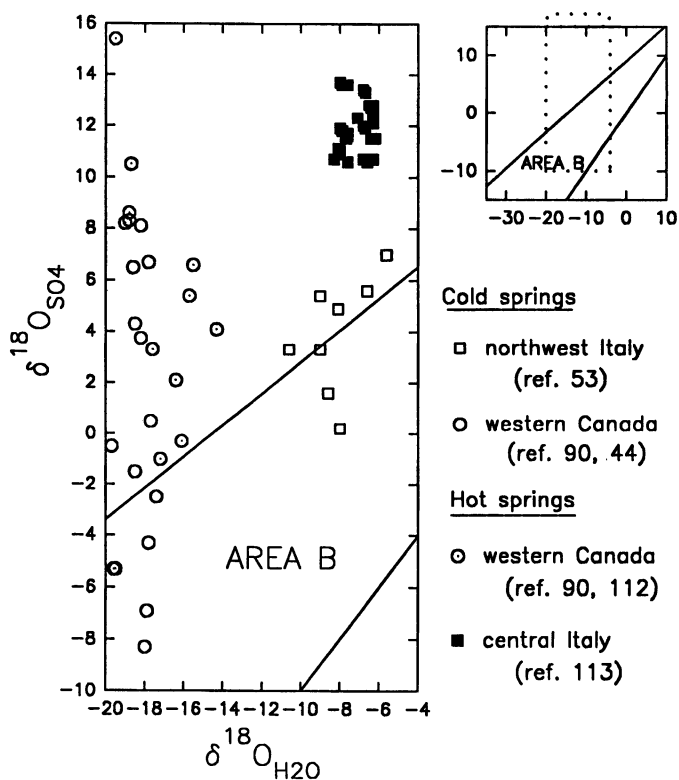 16
14
12
10
8
6
4
2
0
−2
−4
−6
−8
−10
δ18OSO4
AREA B
−20 −18 −16 −14 −12 −10 −8 −6 −4
δ18OH2O
10
0
−10
AREA B
−30 −20 −10 0 10
Cold springs
northwest Italy
(ref. 53)
western Canada
(ref. 90, 44)
Hot springs
western Canada
(ref. 90, 112)
central Italy
(ref. 113)